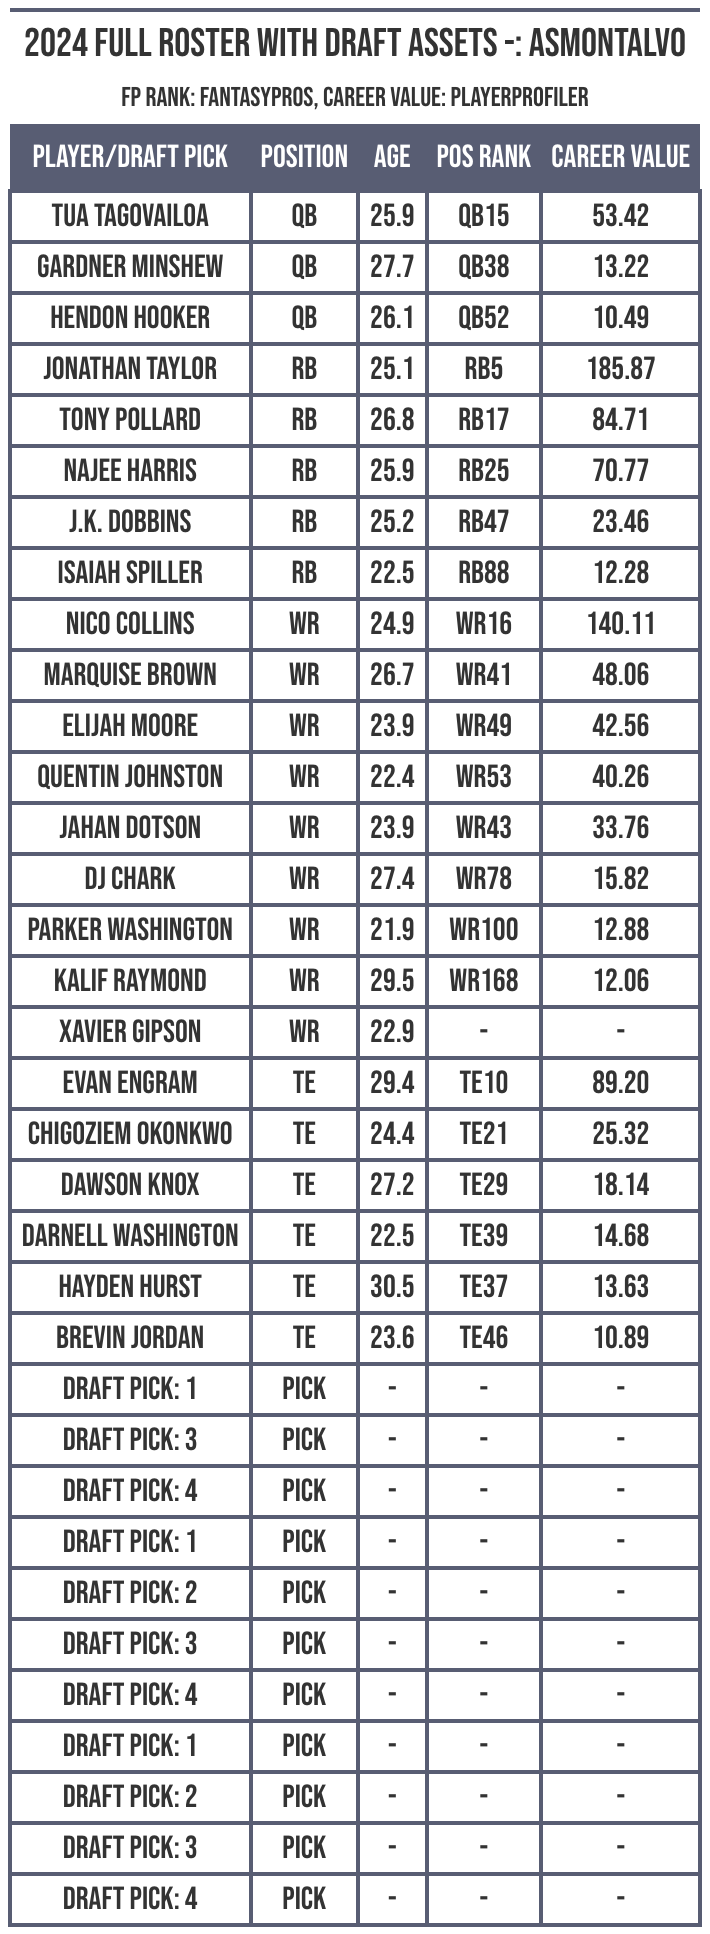 2024 FULL ROSTER WITH DRAFT ASSETS -: ASMONTALVO
FP RANK: FANTASYPROS, CAREER VALUE: PLAYERPROFILER
PLAYER/DRAFT PICK POSITION AGE POS RANK CAREER VALUE
TUA TAGOVAILOA QB 25.9 QB15 53.42
GARDNER MINSHEW QB 27.7 QB38 13.22
HENDON HOOKER QB 26.1 QB52 10.49
JONATHAN TAYLOR RB 25.1 RB5 185.87
TONY POLLARD RB 26.8 RB17 84.71
NAJEE HARRIS RB 25.9 RB25 70.77
J.K. DOBBINS RB 25.2 RB47 23.46
ISAIAH SPILLER RB 22.5 RB88 12.28
NICO COLLINS WR 24.9 WR16 140.11
MARQUISE BROWN WR 26.7 WR41 48.06
ELIJAH MOORE WR 23.9 WR49 42.56
QUENTIN JOHNSTON WR 22.4 WR53 40.26
JAHAN DOTSON WR 23.9 WR43 33.76
DJ CHARK WR 27.4 WR78 15.82
PARKER WASHINGTON WR 21.9 WR100 12.88
KALIF RAYMOND WR 29.5 WR168 12.06
XAVIER GIPSON WR 22.9 - -
EVAN ENGRAM TE 29.4 TE10 89.20
CHIGOZIEM OKONKWO TE 24.4 TE21 25.32
DAWSON KNOX TE 27.2 TE29 18.14
DARNELL WASHINGTON TE 22.5 TE39 14.68
HAYDEN HURST TE 30.5 TE37 13.63
BREVIN JORDAN TE 23.6 TE46 10.89
DRAFT PICK: 1 PICK - - -
DRAFT PICK: 3 PICK - - -
DRAFT PICK: 4 PICK - - -
DRAFT PICK: 1 PICK - - -
DRAFT PICK: 2 PICK - - -
DRAFT PICK: 3 PICK - - -
DRAFT PICK: 4 PICK - - -
DRAFT PICK: 1 PICK - - -
DRAFT PICK: 2 PICK - - -
DRAFT PICK: 3 PICK - - -
DRAFT PICK: 4 PICK - - -